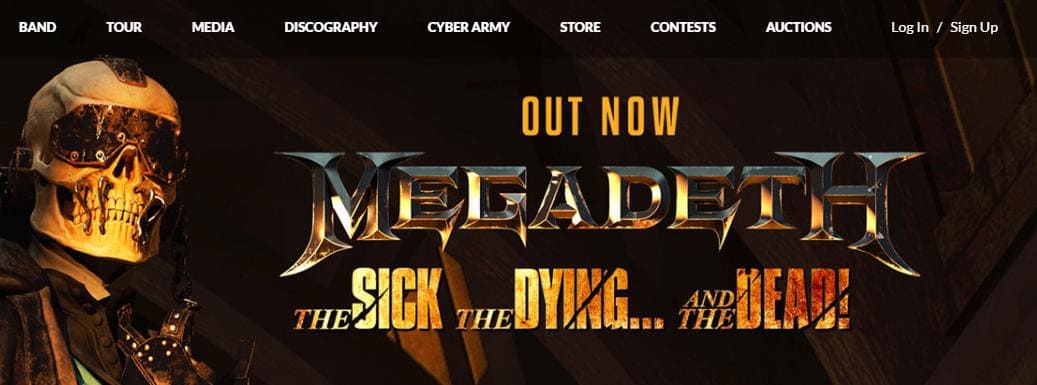 BAND TOUR MEDIA DISCOGRAPHY CYBER ARMY STORE CONTESTS AUCTIONS Log In / Sign Up
OUT NOW
MEGADETH
THE SICK THE DYING... AND THE DEAD!